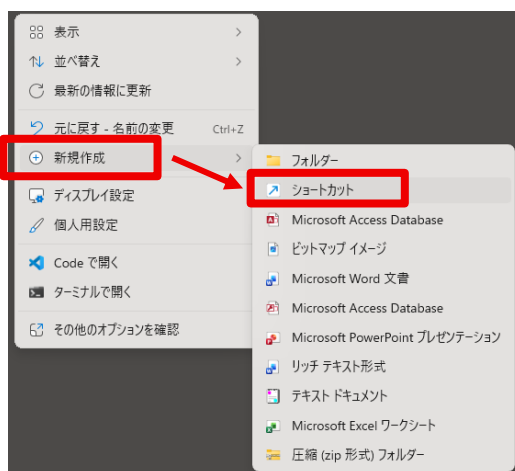 表示
並べ替え
最新の情報に更新
元に戻す - 名前の変更 Ctrl+Z
新規作成
ディスプレイ設定
個人用設定
Code で開く
ターミナルで開く
その他のオプションを確認
フォルダー
ショートカット
Microsoft Access Database
ビットマップ イメージ
Microsoft Word 文書
Microsoft Access Database
Microsoft PowerPoint プレゼンテーション
リッチ テキスト形式
テキスト ドキュメント
Microsoft Excel ワークシート
圧縮 (zip 形式) フォルダー